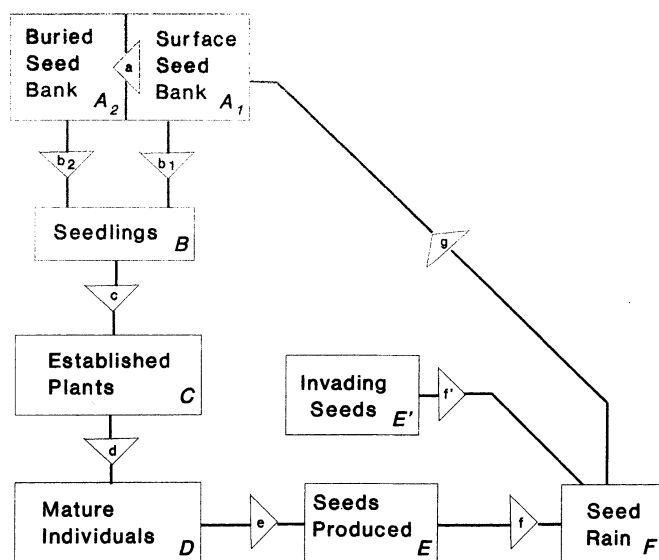 Buried
Seed
Bank
A2
a
Surface
Seed
Bank
A1
b2
b1
Seedlings
B
c
g
Established
Plants
C
Invading
Seeds
E'
f'
d
Mature
Individuals
D
e
Seeds
Produced
E
f
Seed
Rain
F